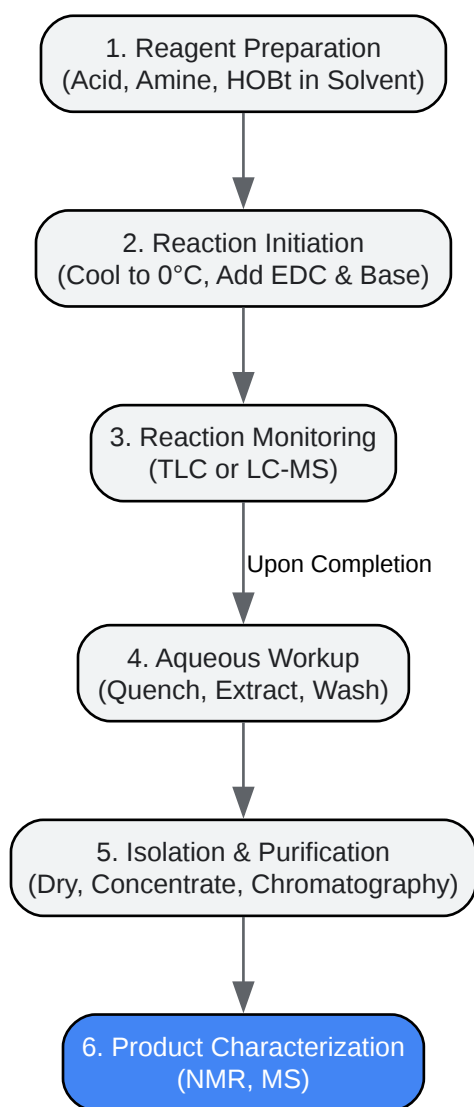 1. Reagent Preparation
(Acid, Amine, HOBt in Solvent)
2. Reaction Initiation
(Cool to 0°C, Add EDC & Base)
3. Reaction Monitoring
(TLC or LC-MS)
Upon Completion
4. Aqueous Workup
(Quench, Extract, Wash)
5. Isolation & Purification
(Dry, Concentrate, Chromatography)
6. Product Characterization
(NMR, MS)